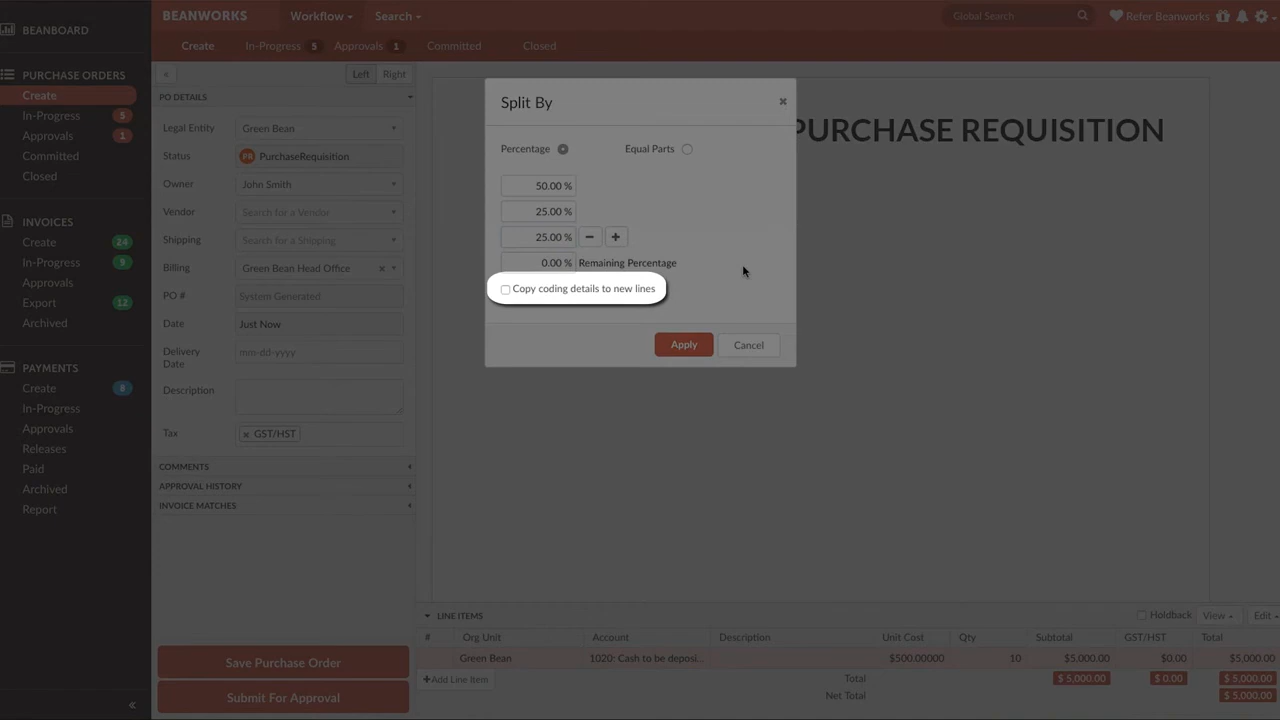 BEANBOARD
PURCHASE ORDERS
Create
In-Progress 5
Approvals 1
Committed
Closed
INVOICES
Create 24
In-Progress 9
Approvals
Export 12
Archived
PAYMENTS
Create 8
In-Progress
Approvals
Releases
Paid
Archived
Report
«
BEANWORKS Workflow Search Global Search Refer Beanworks
Create In-Progress 5 Approvals 1 Committed Closed
« Left Right
PO DETAILS
Legal Entity Green Bean
Status PR PurchaseRequisition
Owner John Smith
Vendor Search for a Vendor
Shipping Search for a Shipping
Billing Green Bean Head Office ×
PO # System Generated
Date Just Now
Delivery
Date mm-dd-yyyy
Description
Tax × GST/HST
COMMENTS
APPROVAL HISTORY
INVOICE MATCHES
Save Purchase Order
Submit For Approval
PURCHASE REQUISITION
Split By ×
Percentage Equal Parts
50.00 %
25.00 %
25.00 % − +
0.00 % Remaining Percentage
Copy coding details to new lines
Apply Cancel
LINE ITEMS Holdback View Edit
# Org Unit Account Description Unit Cost Qty Subtotal GST/HST Total
Green Bean 1020: Cash to be deposi... $500.00000 10 $5,000.00 $0.00 $5,000.00
+Add Line Item Total $ 5,000.00 $ 0.00 $ 5,000.00
Net Total $ 5,000.00